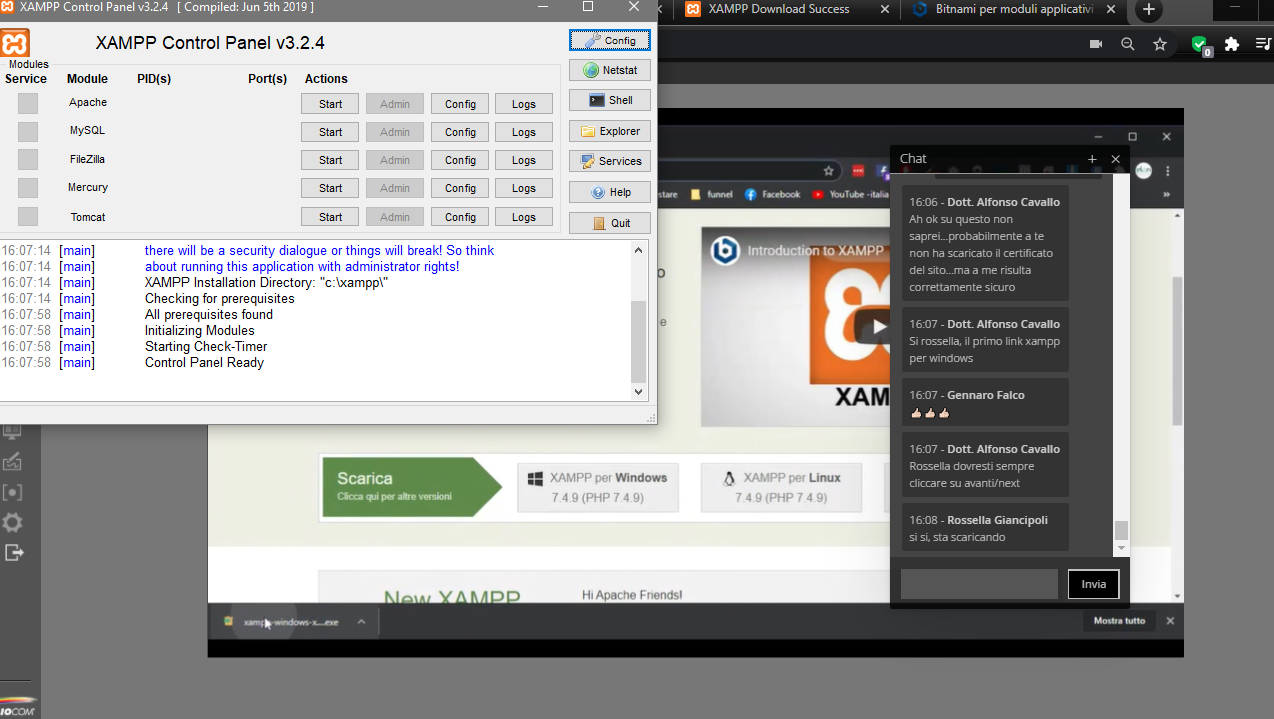 XAMPP Control Panel v3.2.4 [ Compiled: Jun 5th 2019 ]
XAMPP Control Panel v3.2.4
Modules
Service Module PID(s) Port(s) Actions
Apache Start Admin Config Logs
MySQL Start Admin Config Logs
FileZilla Start Admin Config Logs
Mercury Start Admin Config Logs
Tomcat Start Admin Config Logs
Config
Netstat
Shell
Explorer
Services
Help
Quit
16:07:14 [main] there will be a security dialogue or things will break! So think
16:07:14 [main] about running this application with administrator rights!
16:07:14 [main] XAMPP Installation Directory: "c:\xampp\"
16:07:14 [main] Checking for prerequisites
16:07:58 [main] All prerequisites found
16:07:58 [main] Initializing Modules
16:07:58 [main] Starting Check-Timer
16:07:58 [main] Control Panel Ready
XAMPP Download Success
Bitnami per moduli applicativi
0
stare funnel Facebook YouTube -italia
Introduction to XAMPP
XAM
Chat
16:06 - Dott. Alfonso Cavallo
Ah ok su questo non
saprei...probabilmente a te
non ha scaricato il certificato
del sito...ma a me risulta
correttamente sicuro
16:07 - Dott. Alfonso Cavallo
Si rossella, il primo link xampp
per windows
16:07 - Gennaro Falco
👍🏻👍🏻👍🏻
16:07 - Dott. Alfonso Cavallo
Rossella dovresti sempre
cliccare su avanti/next
16:08 - Rossella Giancipoli
si si, sta scaricando
Invia
Scarica
Clicca qui per altre versioni
XAMPP per Windows
7.4.9 (PHP 7.4.9)
XAMPP per Linux
7.4.9 (PHP 7.4.9)
New XAMPP
Hi Apache Friends!
xampp-windows-x....exe
Mostra tutto
IOCOM